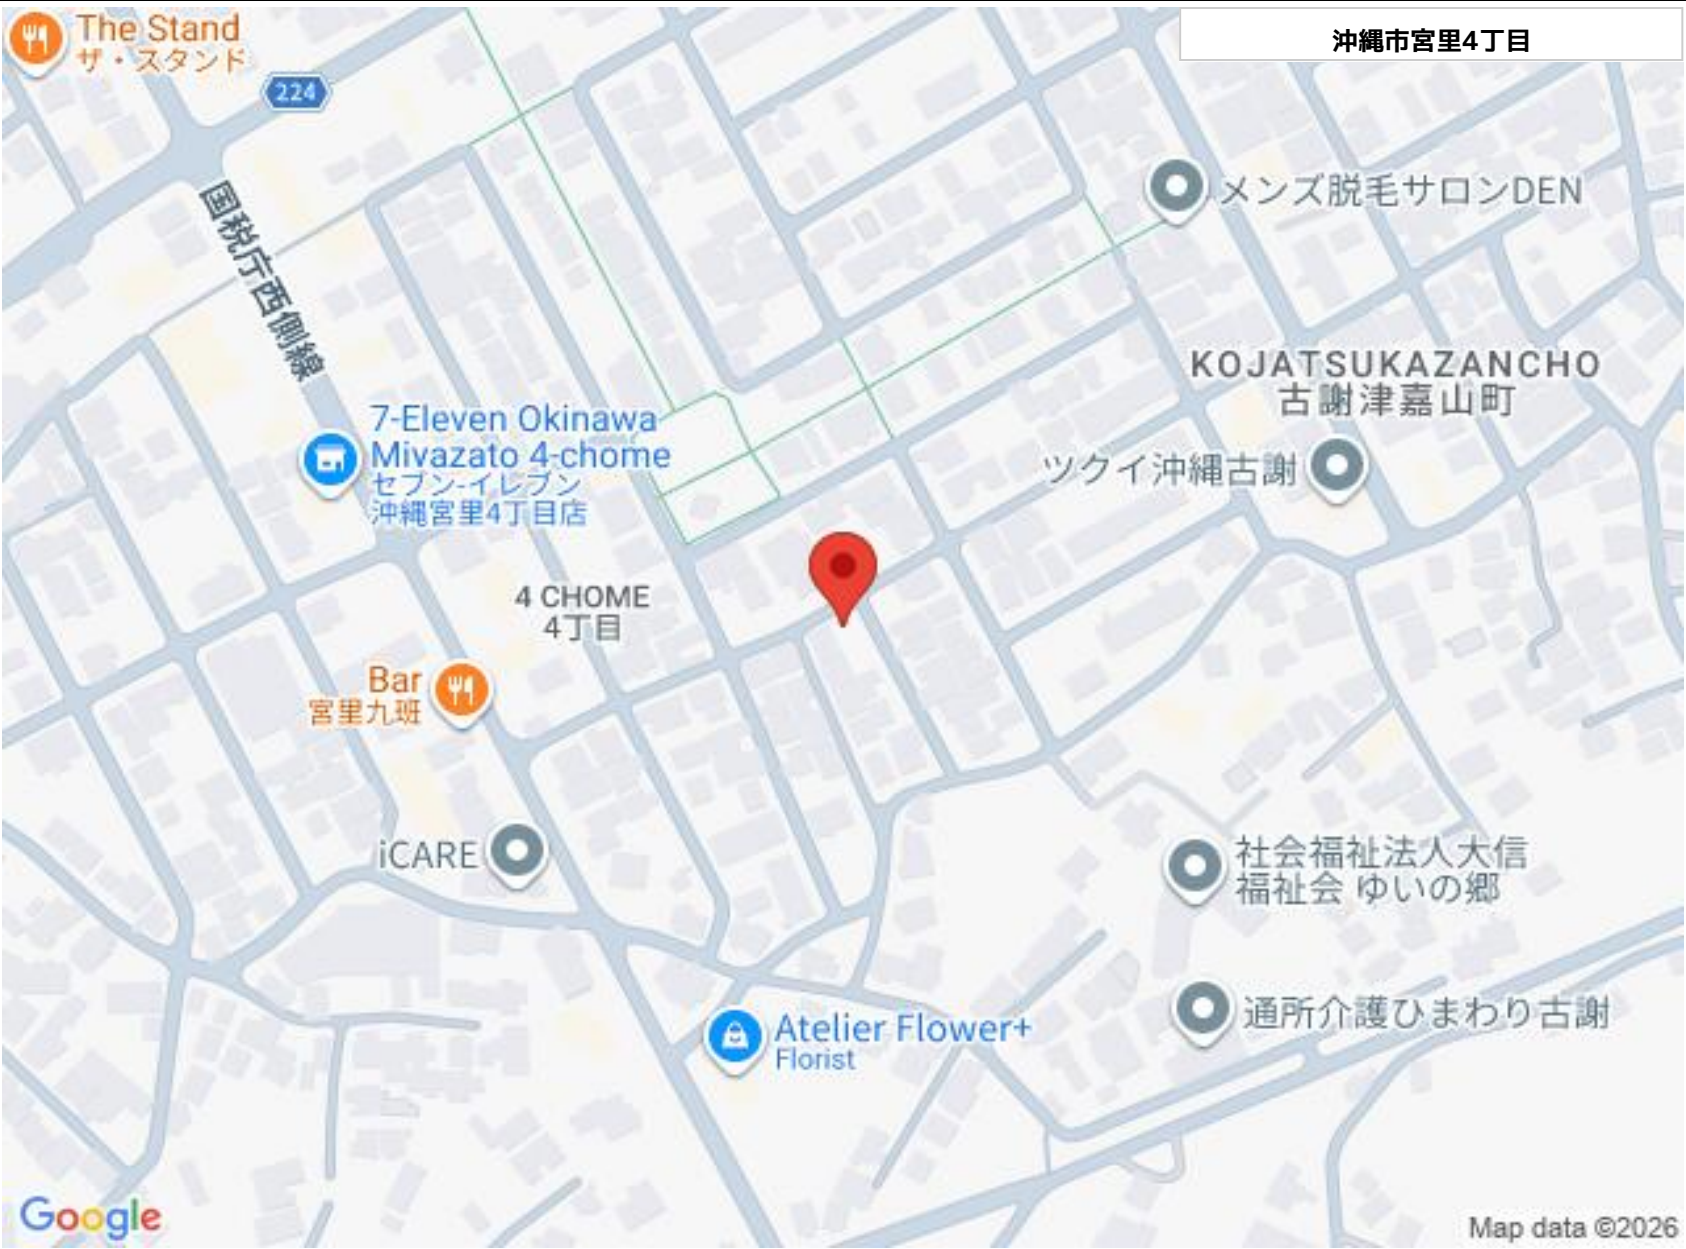 The Stand
ザ・スタンド
224
沖縄市宮里4丁目
国税庁西側線
メンズ脱毛サロンDEN
KOJATSUKAZANCHO
古謝津嘉山町
7-Eleven Okinawa
Miyazato 4-chome
セブン-イレブン
沖縄宮里4丁目店
ツクイ沖縄古謝
4 CHOME
4丁目
Bar
宮里九班
iCARE
社会福祉法人大信
福祉会 ゆいの郷
通所介護ひまわり古謝
Atelier Flower+
Florist
Google
Map data ©2026